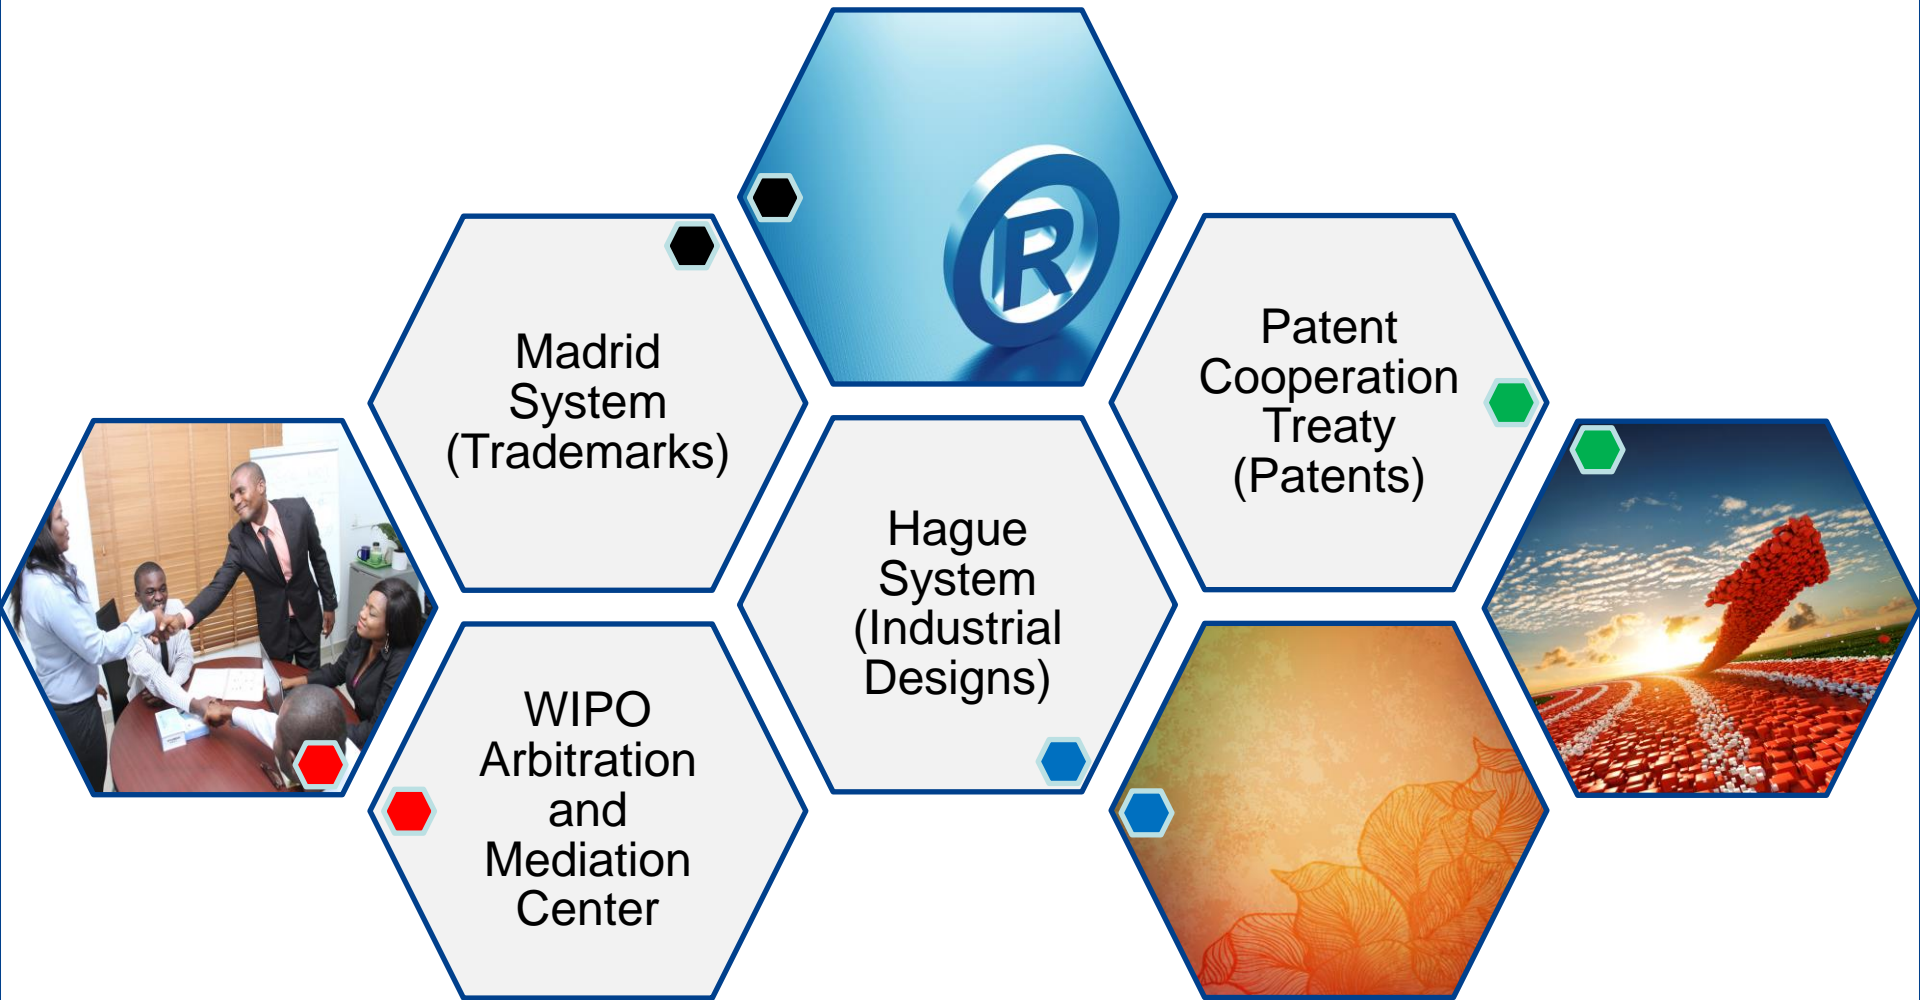 Madrid
System
(Trademarks)
R
Patent
Cooperation
Treaty
(Patents)
Hague
System
(Industrial
Designs)
WIPO
Arbitration
and
Mediation
Center